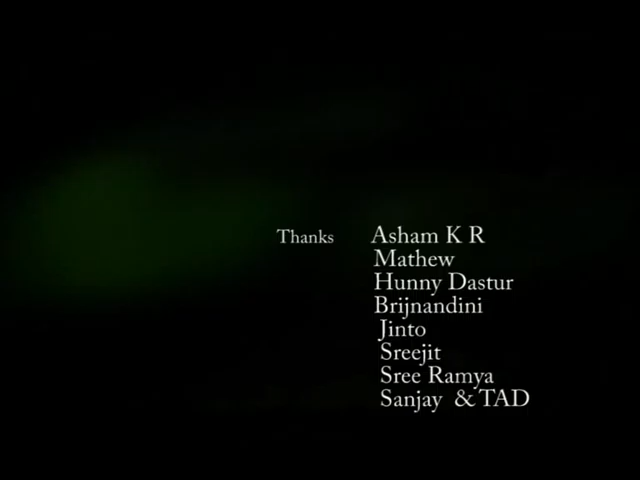 Thanks Asham K R
Mathew
Hunny Dastur
Brijnandini
Jinto
Sreejit
Sree Ramya
Sanjay & TAD